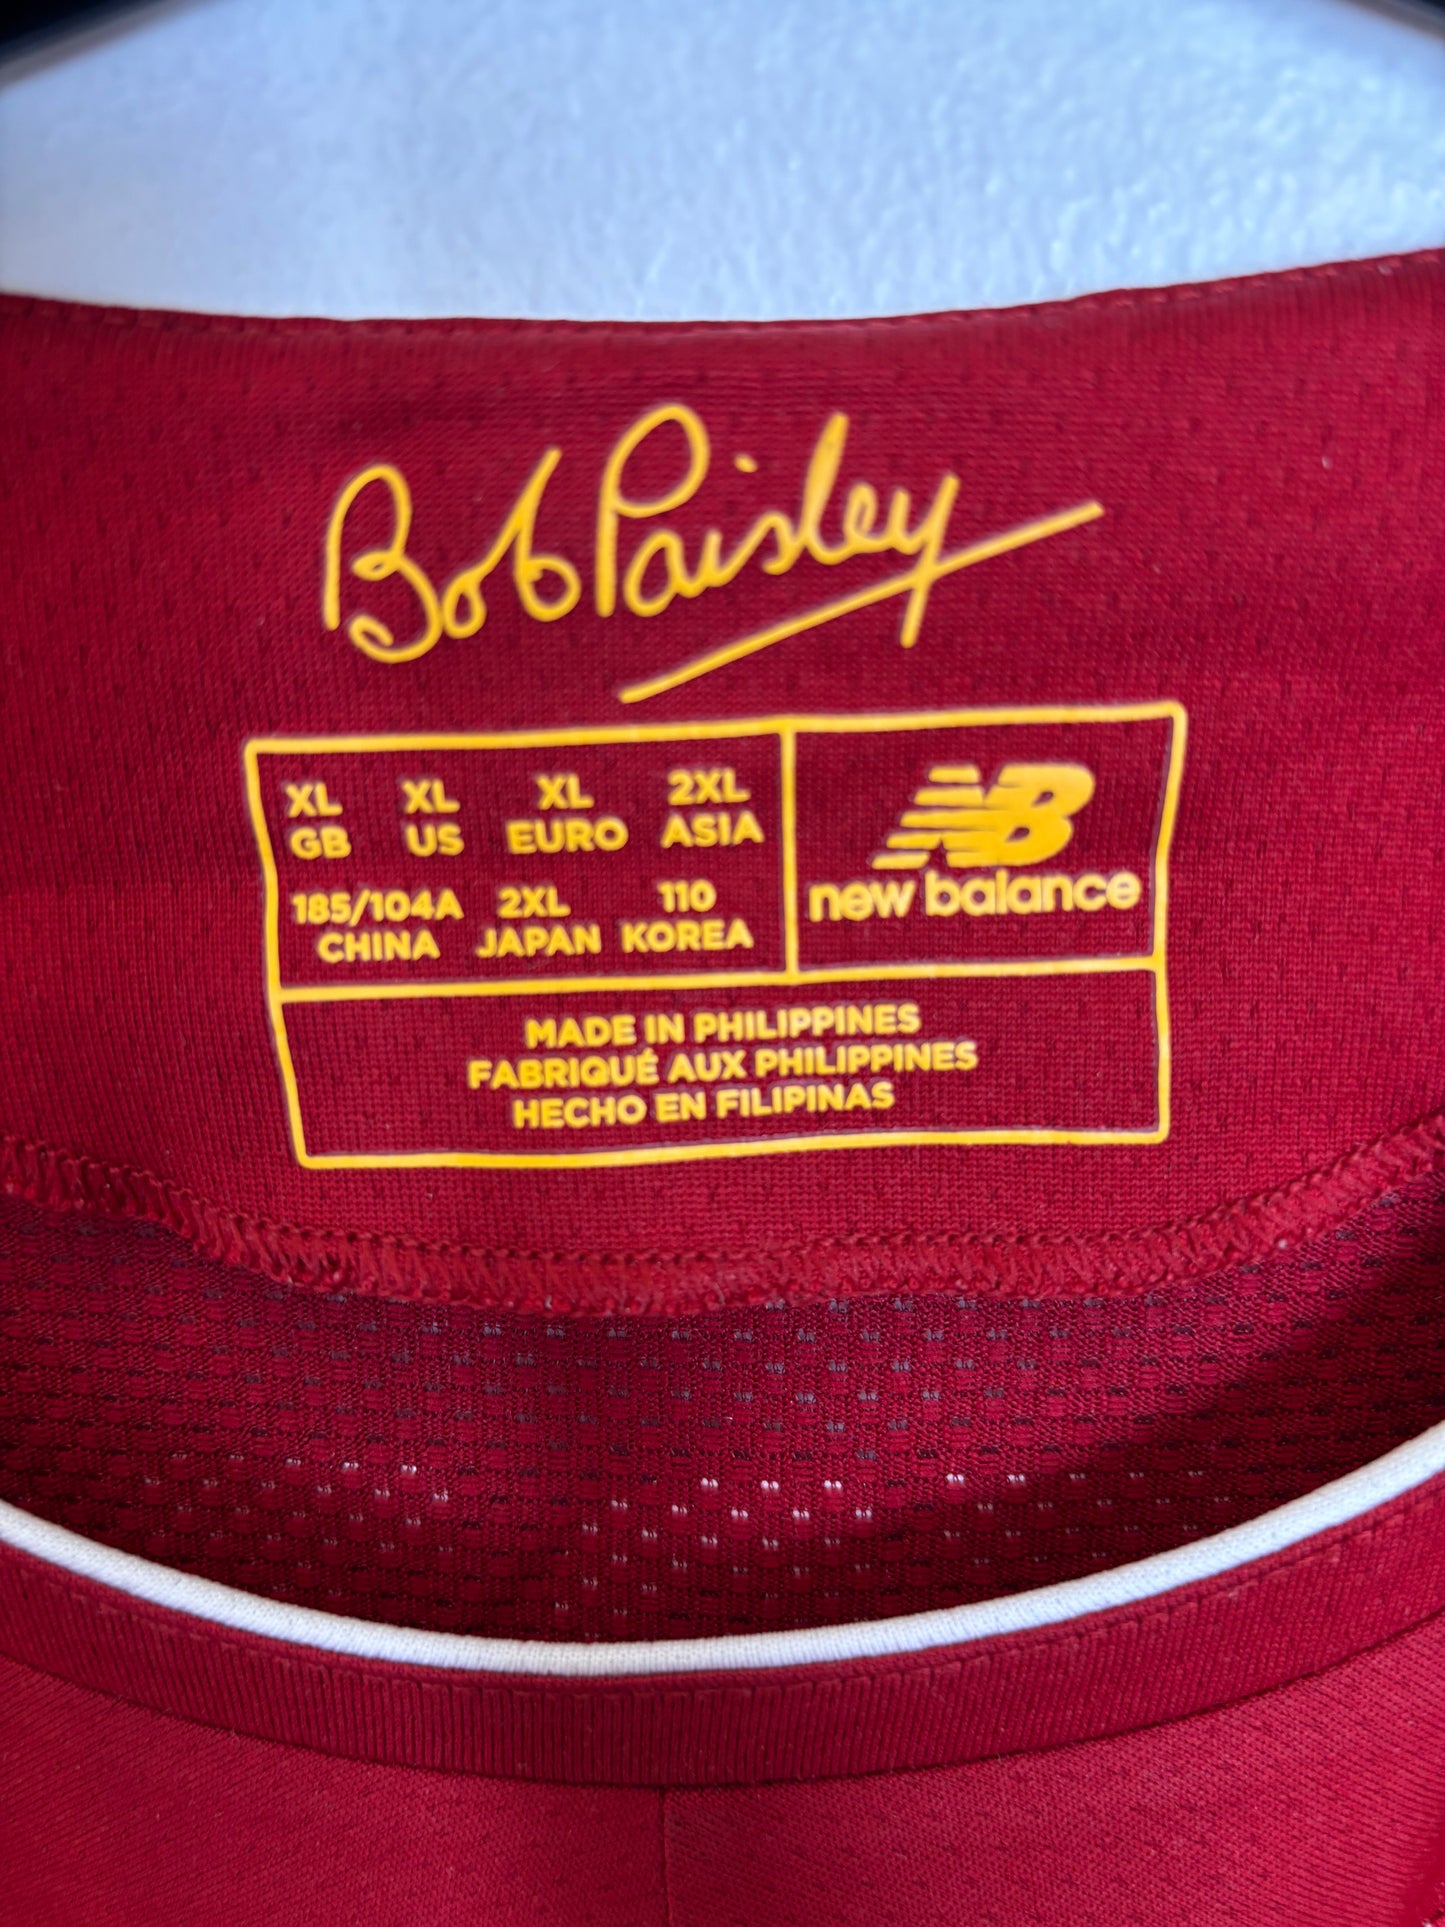 Bob Paisley
XL XL XL 2XL
GB US EURO ASIA
185/104A 2XL 110
CHINA JAPAN KOREA
NB
new balance
MADE IN PHILIPPINES
FABRIQUÉ AUX PHILIPPINES
HECHO EN FILIPINAS